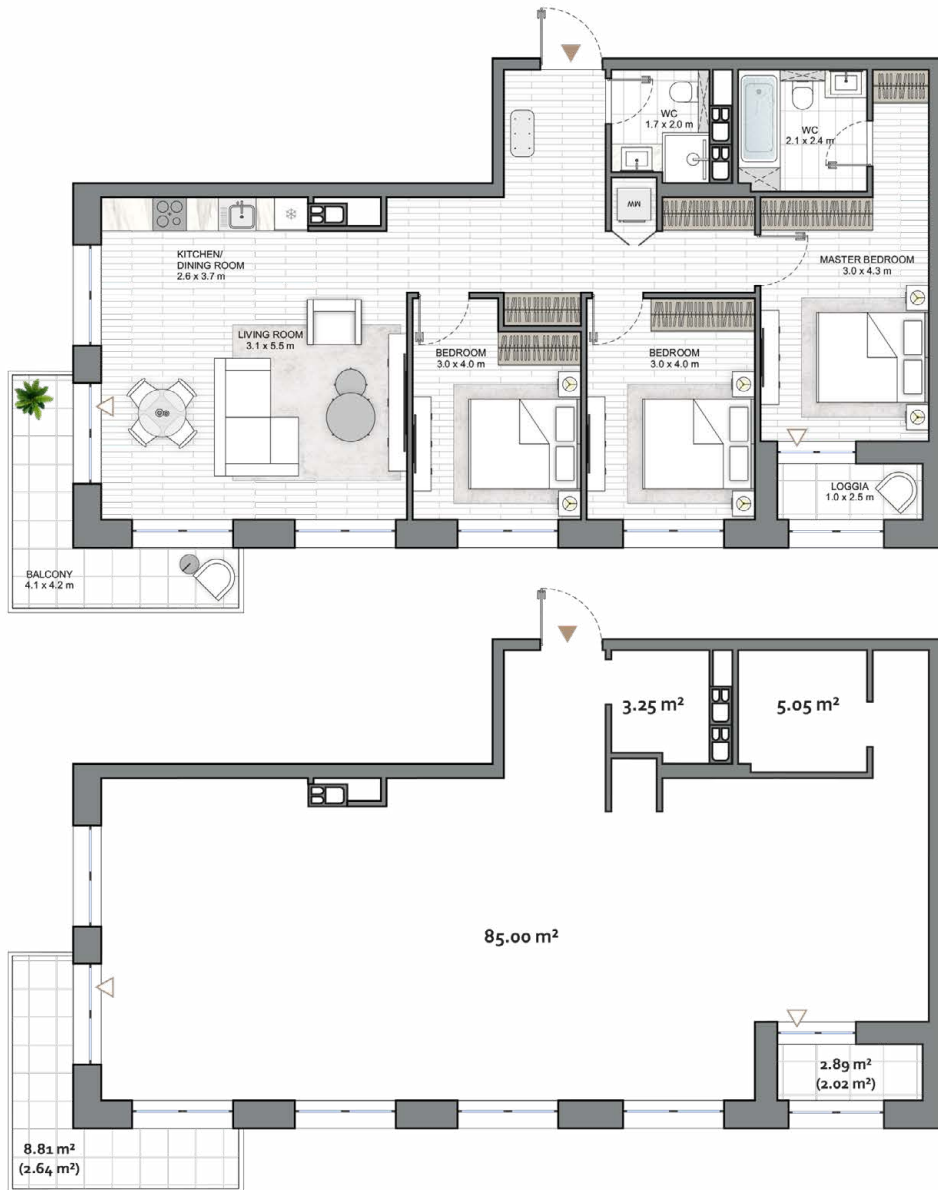 WC
1.7 x 2.0 m
WC
2.1 x 2.4 m
MW
KITCHEN/
DINING ROOM
2.6 x 3.7 m
MASTER BEDROOM
3.0 x 4.3 m
LIVING ROOM
3.1 x 5.5 m
BEDROOM
3.0 x 4.0 m
BEDROOM
3.0 x 4.0 m
LOGGIA
1.0 x 2.5 m
BALCONY
4.1 x 4.2 m
3.25 m²
5.05 m²
85.00 m²
2.89 m²
(2.02 m²)
8.81 m²
(2.64 m²)